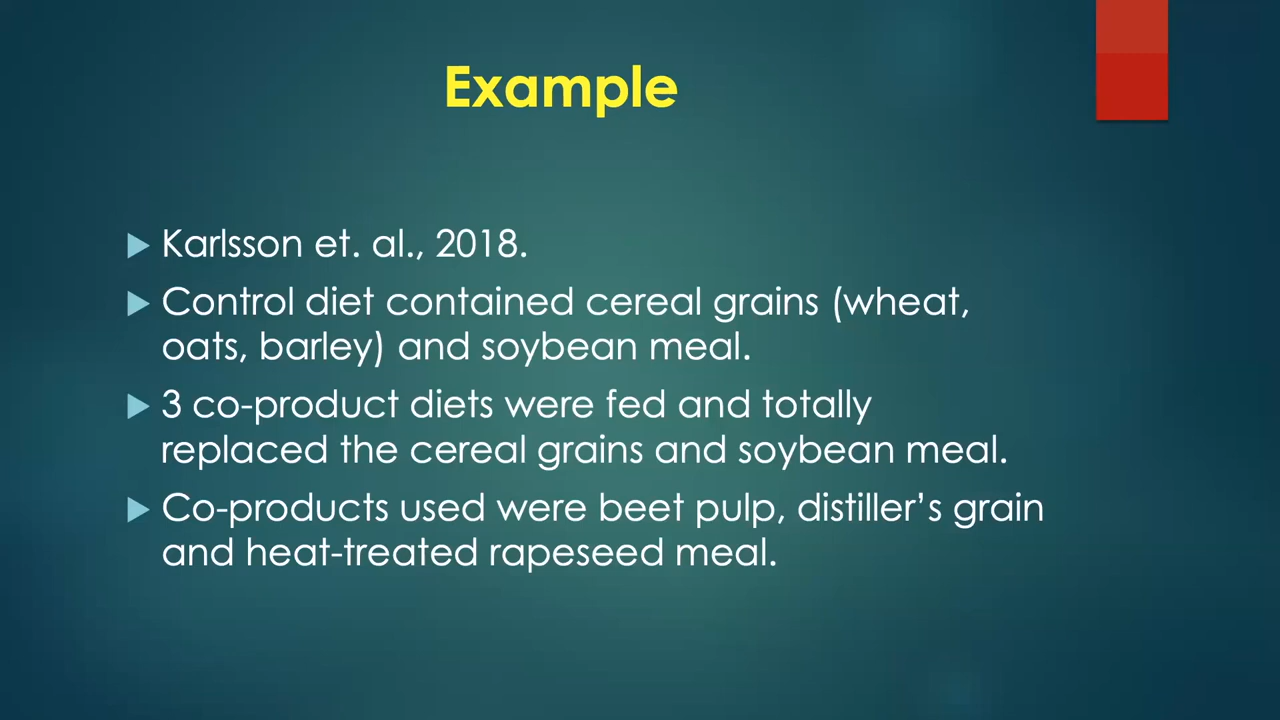 Example
Karlsson et. al., 2018.
Control diet contained cereal grains (wheat,
oats, barley) and soybean meal.
3 co-product diets were fed and totally
replaced the cereal grains and soybean meal.
Co-products used were beet pulp, distiller’s grain
and heat-treated rapeseed meal.